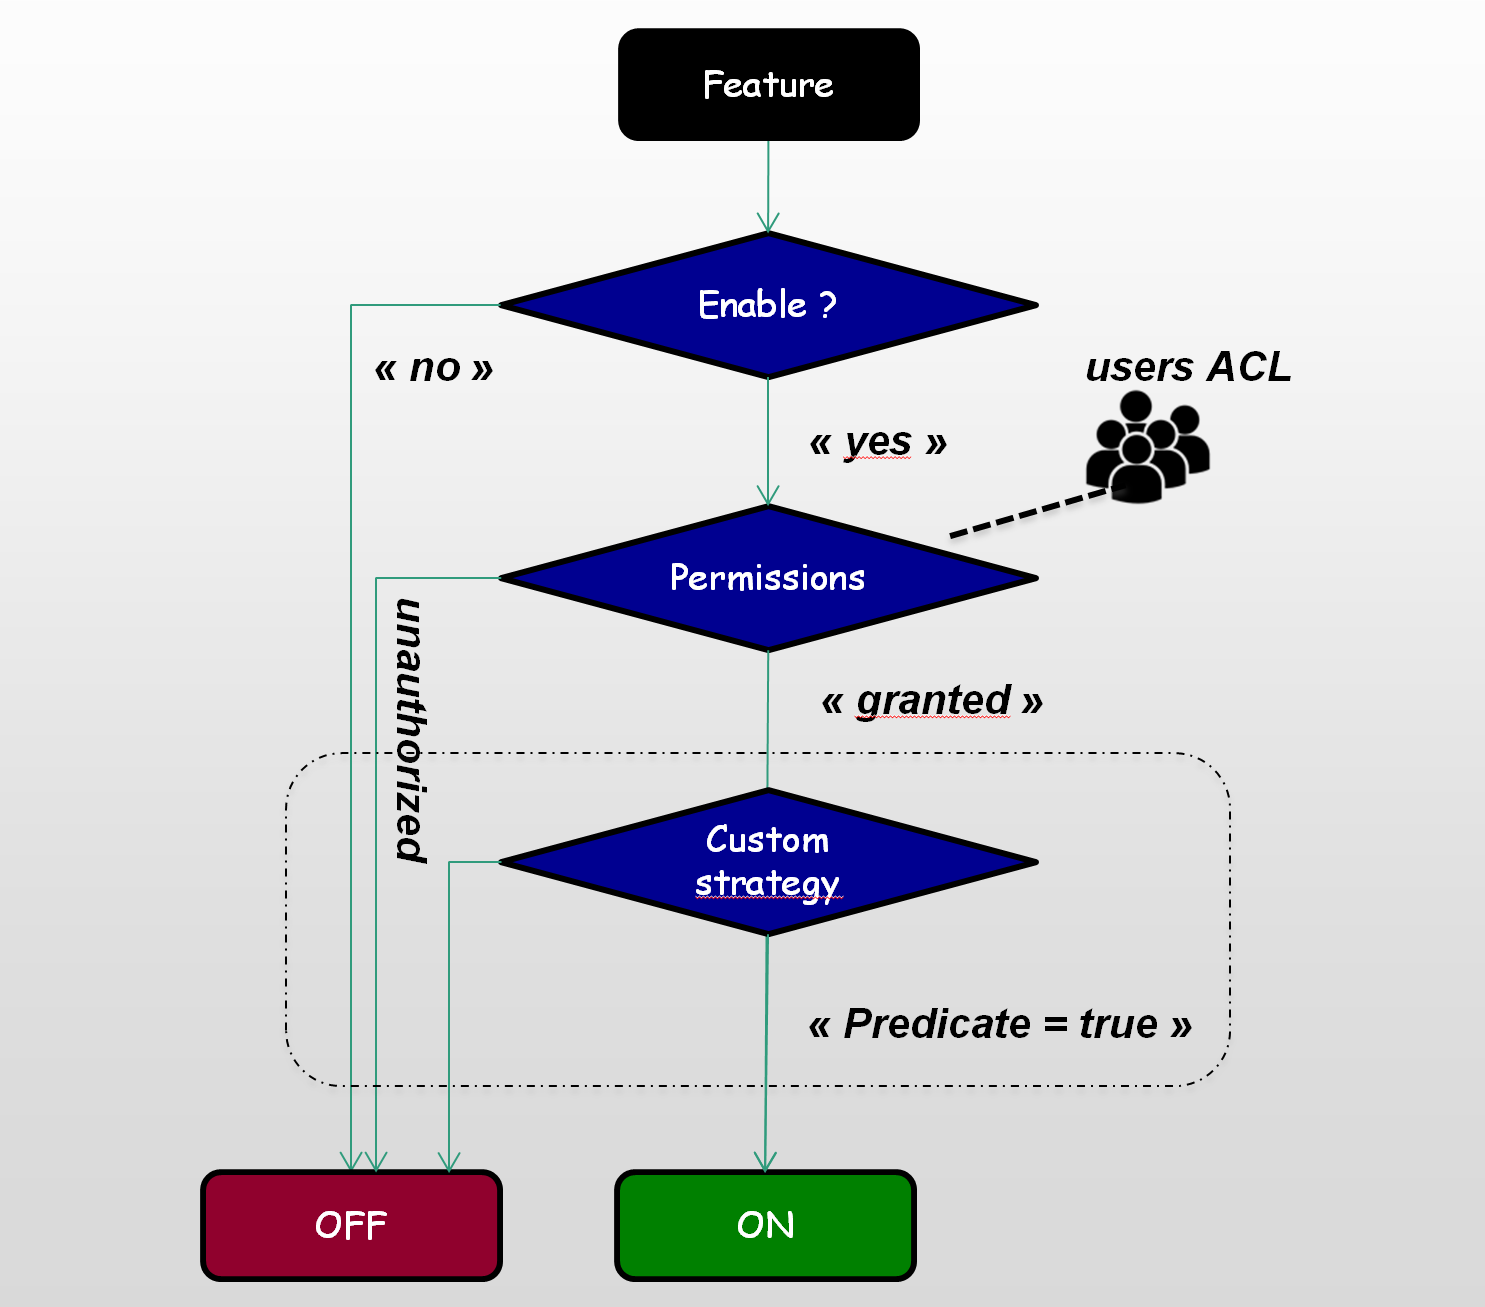 Feature
Enable ?
« no »
users ACL
« yes »
Permissions
unauthorized
« granted »
Custom
strategy
« Predicate = true »
OFF
ON